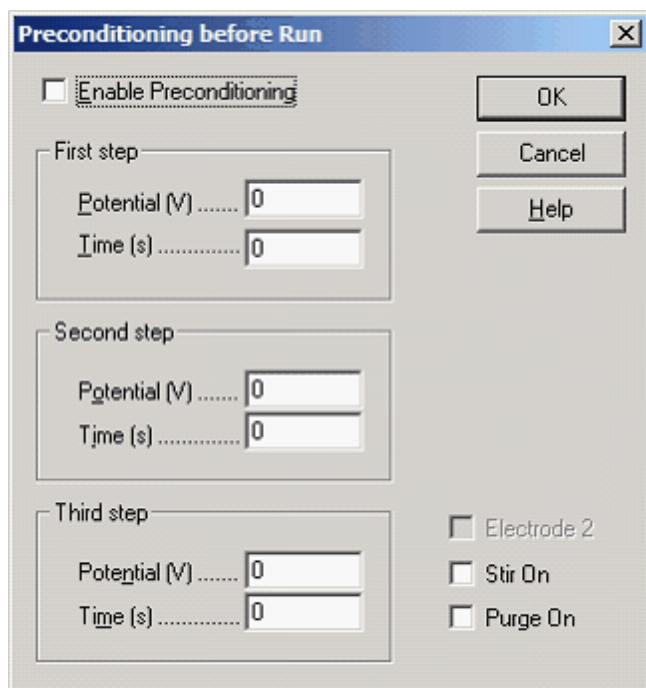 Preconditioning before Run
Enable Preconditioning
OK
Cancel
Help
First step
Potential (V) ....... 0
Time (s) .............. 0
Second step
Potential (V) ....... 0
Time (s) .............. 0
Third step
Potential (V) ....... 0
Time (s) .............. 0
Electrode 2
Stir On
Purge On